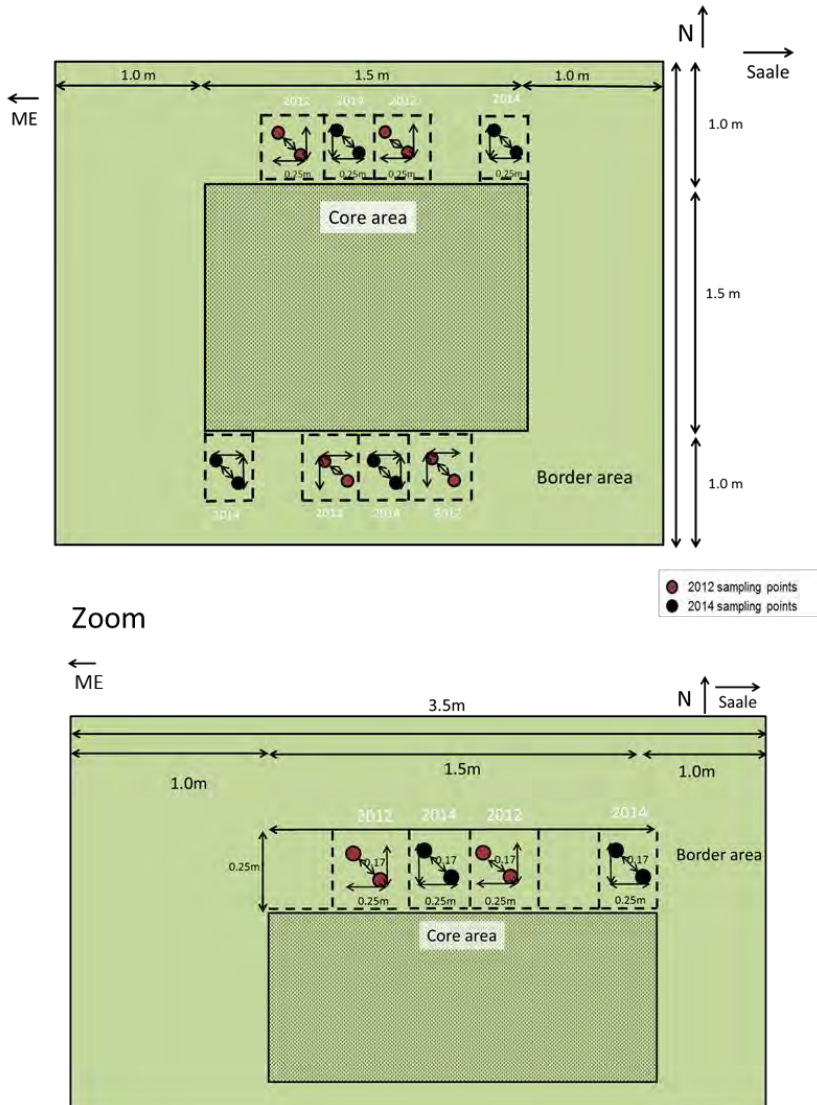 N
Saale
ME
1.0 m 1.5 m 1.0 m
2012 2014 2012 2014
0.25m 0.25m 0.25m 0.25m
1.0 m
Core area
1.5 m
Border area
1.0 m
2014 2012 2014 2012
2012 sampling points
2014 sampling points
Zoom
ME
N Saale
3.5m
1.0m 1.5m 1.0m
2012 2014 2012 2014
0.25m 0.17 0.17 0.17 0.17 Border area
0.25m 0.25m 0.25m 0.25m
Core area